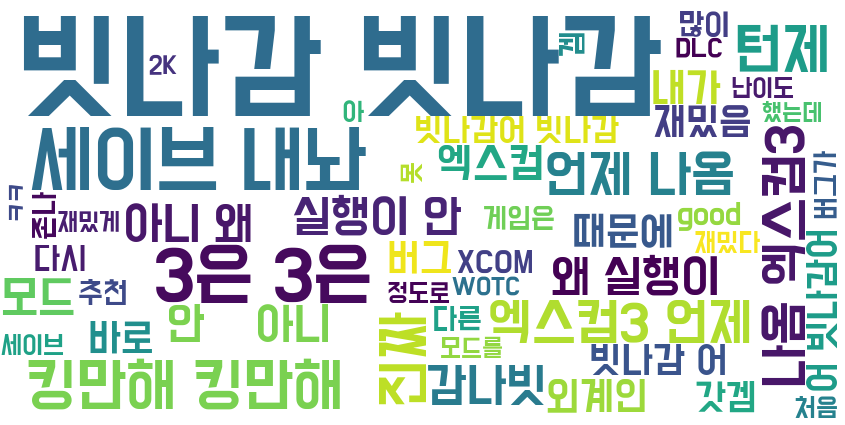 빗나감 빗나감
2K
겜
많이
DLC
턴제
아
내가
난이도
했는데
빗나감어 빗나감
재밌음
세이브 내놔
엑스컴
언제 나옴
못
엑스컴3
버그가
ㅋㅋ
존나
재밌게
아니 왜
실행이 안
게임은
때문에
good
재밌다
다시
3은 3은
버그
XCOM
왜 실행이
모드
추천
정도로
WOTC
나옴
어 빗나감어
안
아니
진짜
다른
엑스컴3 언제
세이브
바로
모드를
빗나감 어
킹만해 킹만해
감나빗
외계인
갓겜
처음